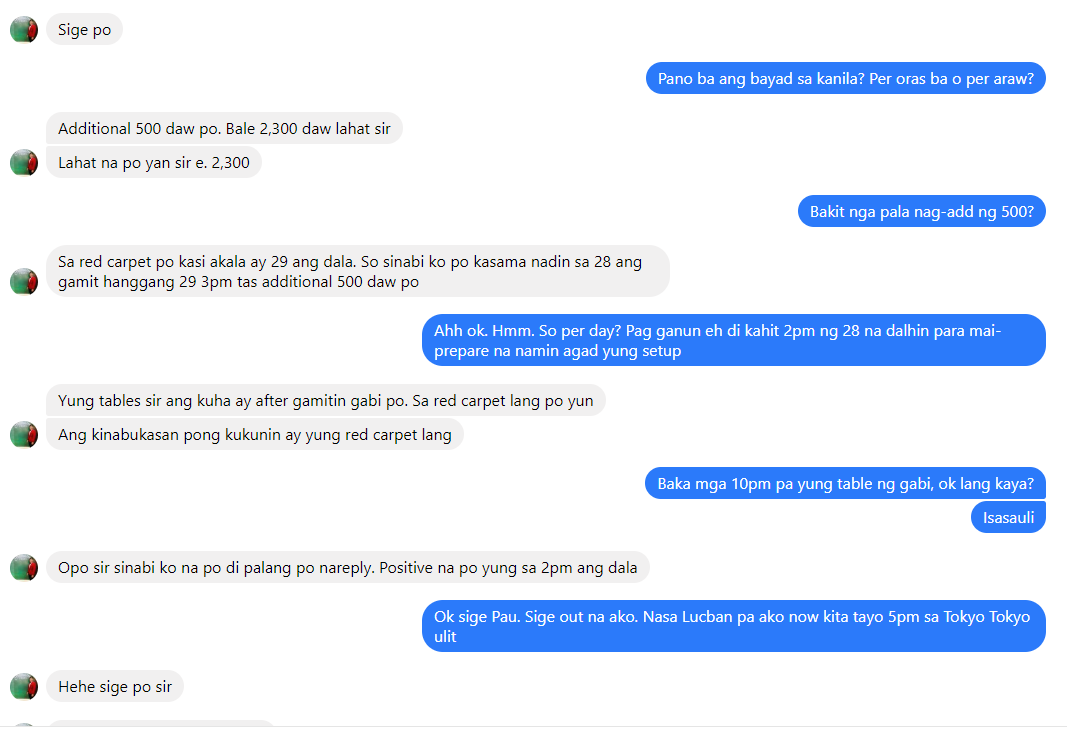 Sige po
Pano ba ang bayad sa kanila? Per oras ba o per araw?
Additional 500 daw po. Bale 2,300 daw lahat sir
Lahat na po yan sir e. 2,300
Bakit nga pala nag-add ng 500?
Sa red carpet po kasi akala ay 29 ang dala. So sinabi ko po kasama nadin sa 28 ang
gamit hanggang 29 3pm tas additional 500 daw po
Ahh ok. Hmm. So per day? Pag ganun eh di kahit 2pm ng 28 na dalhin para mai-
prepare na namin agad yung setup
Yung tables sir ang kuha ay after gamitin gabi po. Sa red carpet lang po yun
Ang kinabukasan pong kukunin ay yung red carpet lang
Baka mga 10pm pa yung table ng gabi, ok lang kaya?
Isasauli
Opo sir sinabi ko na po di palang po nareply. Positive na po yung sa 2pm ang dala
Ok sige Pau. Sige out na ako. Nasa Lucban pa ako now kita tayo 5pm sa Tokyo Tokyo
ulit
Hehe sige po sir